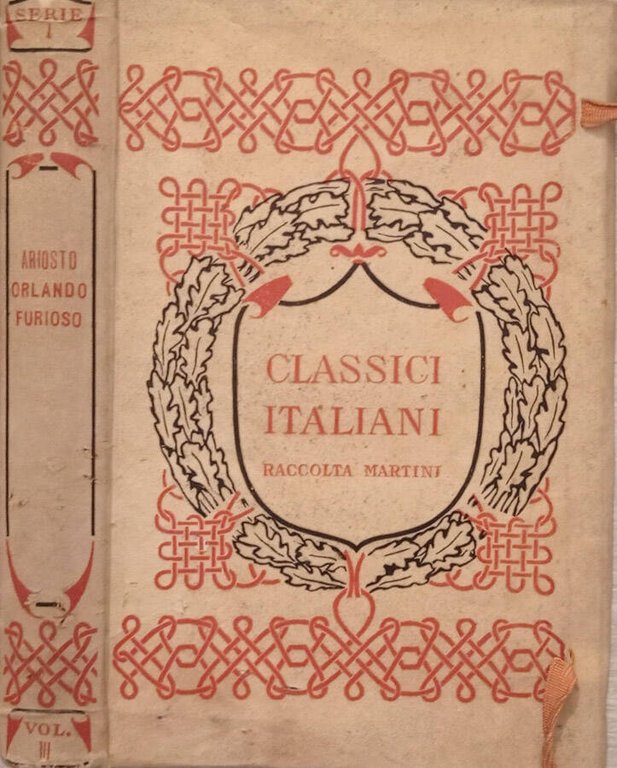 SERIE
I
ARIOSTO
ORLANDO
FURIOSO
VOL.
III
CLASSICI
ITALIANI
RACCOLTA MARTINI